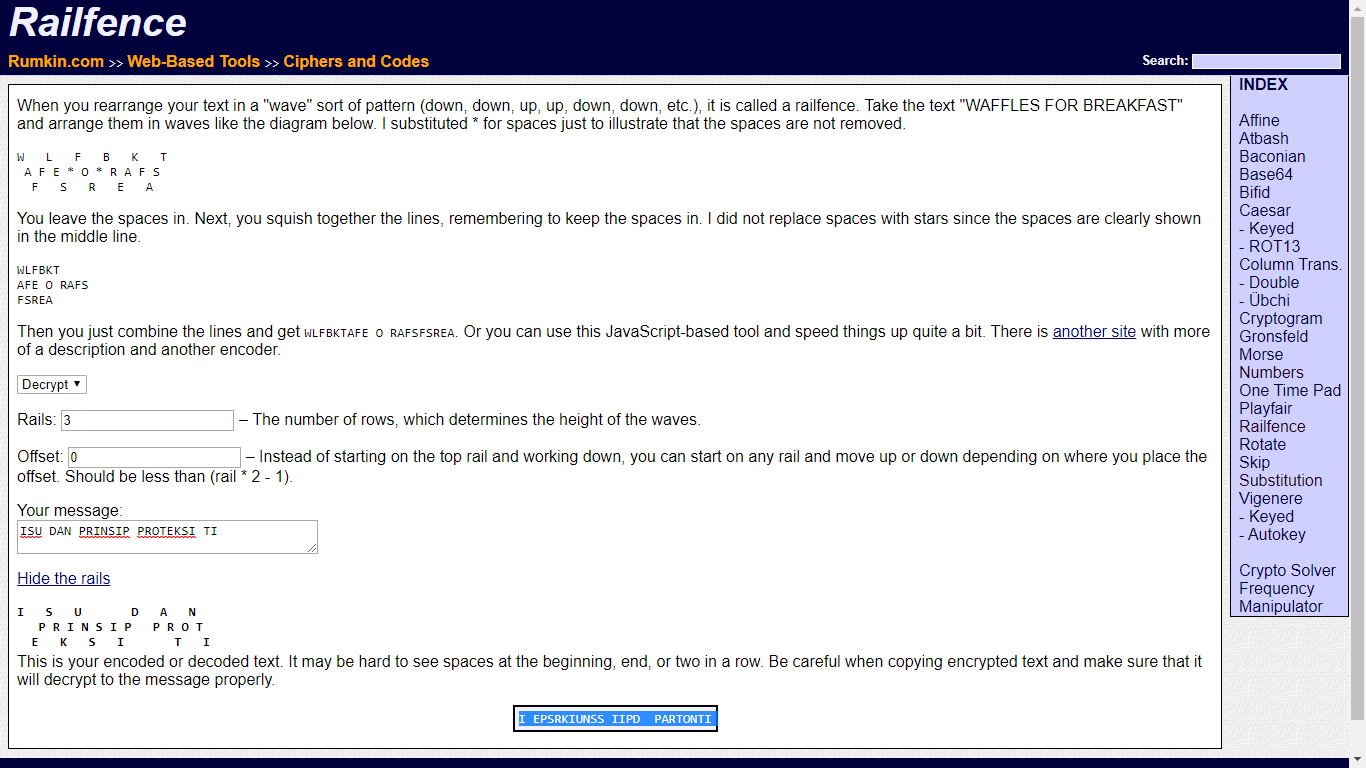 Railfence
Rumkin.com >> Web-Based Tools >> Ciphers and Codes
Search:
When you rearrange your text in a "wave" sort of pattern (down, down, up, up, down, down, etc.), it is called a railfence. Take the text "WAFFLES FOR BREAKFAST"
and arrange them in waves like the diagram below. I substituted * for spaces just to illustrate that the spaces are not removed.
W   L   F   B   K   T
 A F E * O * R A F S
  F   S   R   E   A
You leave the spaces in. Next, you squish together the lines, remembering to keep the spaces in. I did not replace spaces with stars since the spaces are clearly shown
in the middle line.
WLFBKT
AFE O RAFS
FSREA
Then you just combine the lines and get WLFBKTAFE O RAFSFSREA. Or you can use this JavaScript-based tool and speed things up quite a bit. There is another site with more
of a description and another encoder.
Decrypt
Rails: 3 – The number of rows, which determines the height of the waves.
Offset: 0 – Instead of starting on the top rail and working down, you can start on any rail and move up or down depending on where you place the
offset. Should be less than (rail * 2 - 1).
Your message:
ISU DAN PRINSIP PROTEKSI TI
Hide the rails
I   S   U       D   A   N
   P R I N S I P   P R O T
  E   K   S   I       T   I
This is your encoded or decoded text. It may be hard to see spaces at the beginning, end, or two in a row. Be careful when copying encrypted text and make sure that it
will decrypt to the message properly.
I EPSRKIUNSS IIPD  PARTONTI
INDEX
Affine
Atbash
Baconian
Base64
Bifid
Caesar
- Keyed
- ROT13
Column Trans.
- Double
- Übchi
Cryptogram
Gronsfeld
Morse
Numbers
One Time Pad
Playfair
Railfence
Rotate
Skip
Substitution
Vigenere
- Keyed
- Autokey
Crypto Solver
Frequency
Manipulator